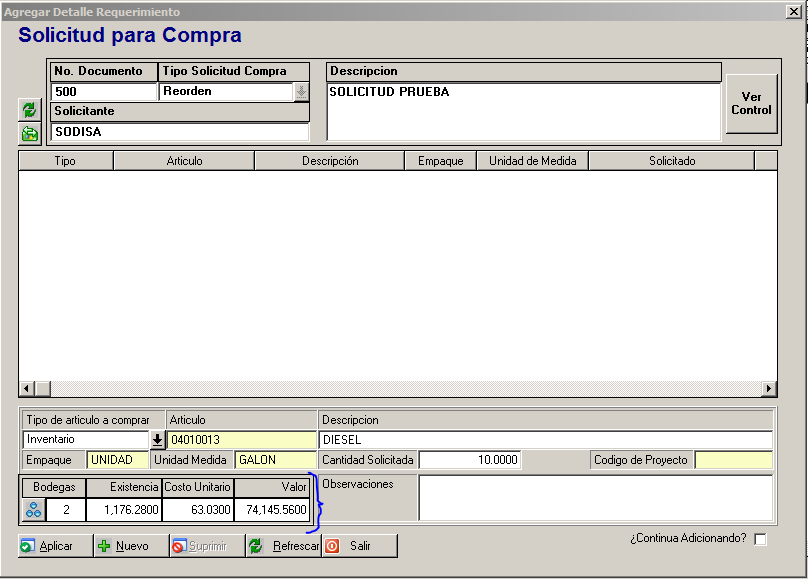 Agregar Detalle Requerimiento
Solicitud para Compra
No. Documento Tipo Solicitud Compra Descripcion
500 Reorden SOLICITUD PRUEBA
Ver
Control
Solicitante
SODISA
Tipo Articulo Descripción Empaque Unidad de Medida Solicitado
Tipo de articulo a comprar Articulo Descripcion
Inventario 04010013 DIESEL
Empaque UNIDAD Unidad Medida GALON Cantidad Solicitada 10.0000 Codigo de Proyecto
Bodegas Existencia Costo Unitario Valor Observaciones
2 1,176.2800 63.0300 74,145.5600
Aplicar Nuevo Suprimir Refrescar Salir ¿Continua Adicionando?